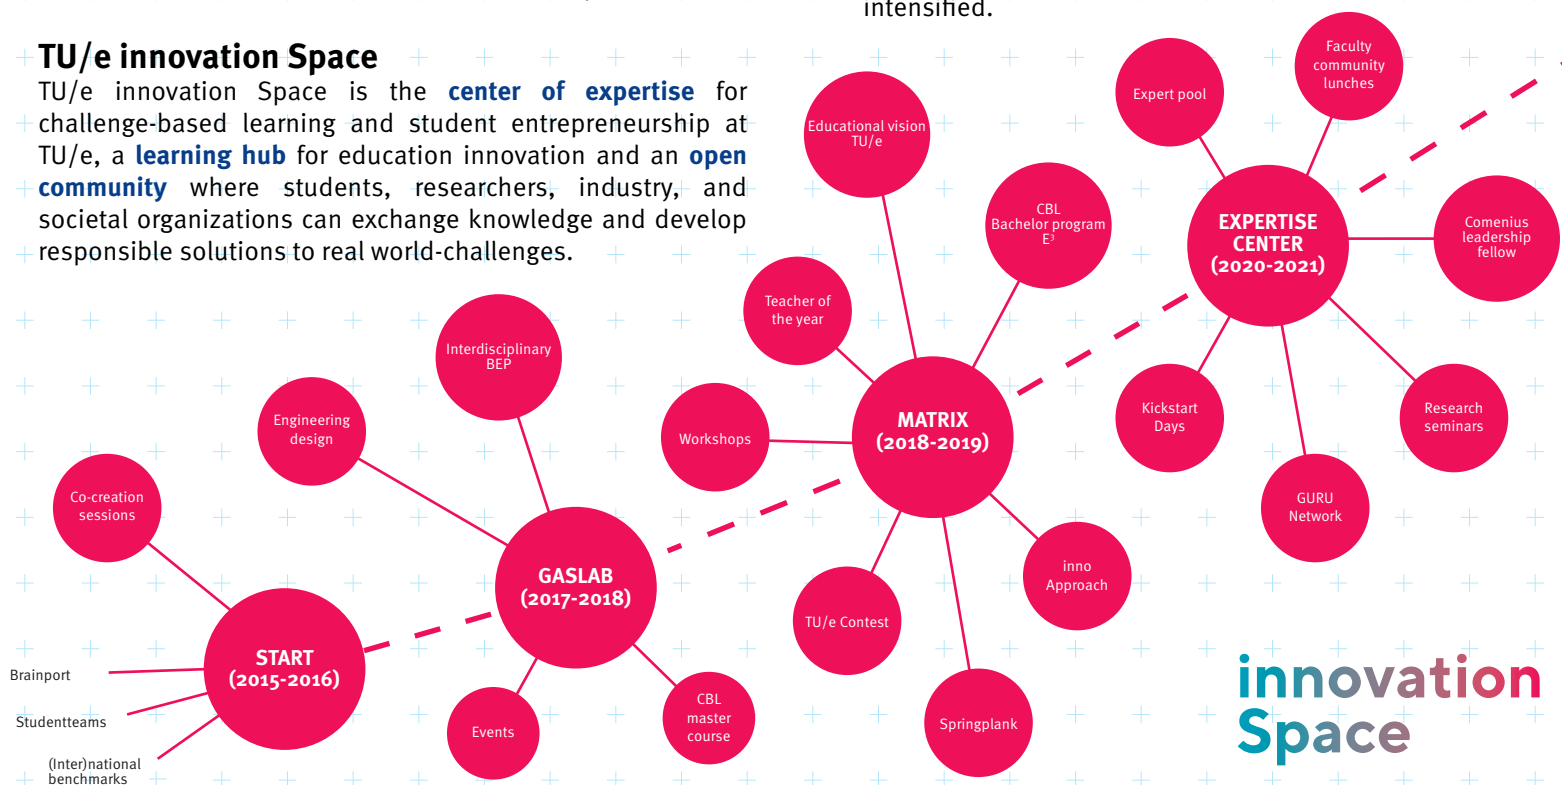 intensified.
TU/e innovation Space
TU/e innovation Space is the center of expertise for
challenge-based learning and student entrepreneurship at
TU/e, a learning hub for education innovation and an open
community where students, researchers, industry, and
societal organizations can exchange knowledge and develop
responsible solutions to real world-challenges.
Co-creation
sessions
START
(2015-2016)
Brainport
Studentteams
(Inter)national
benchmarks
Engineering
design
Interdisciplinary
BEP
GASLAB
(2017-2018)
Events
CBL
master
course
Workshops
Teacher of
the year
Educational vision
TU/e
CBL
Bachelor program
E³
MATRIX
(2018-2019)
TU/e Contest
Springplank
inno
Approach
Expert pool
Faculty
community
lunches
EXPERTISE
CENTER
(2020-2021)
Comenius
leadership
fellow
Kickstart
Days
GURU
Network
Research
seminars
innovation
Space